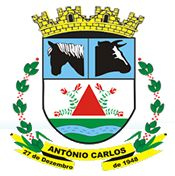 ANTÔNIO CARLOS
27 de Dezembro
de 1948